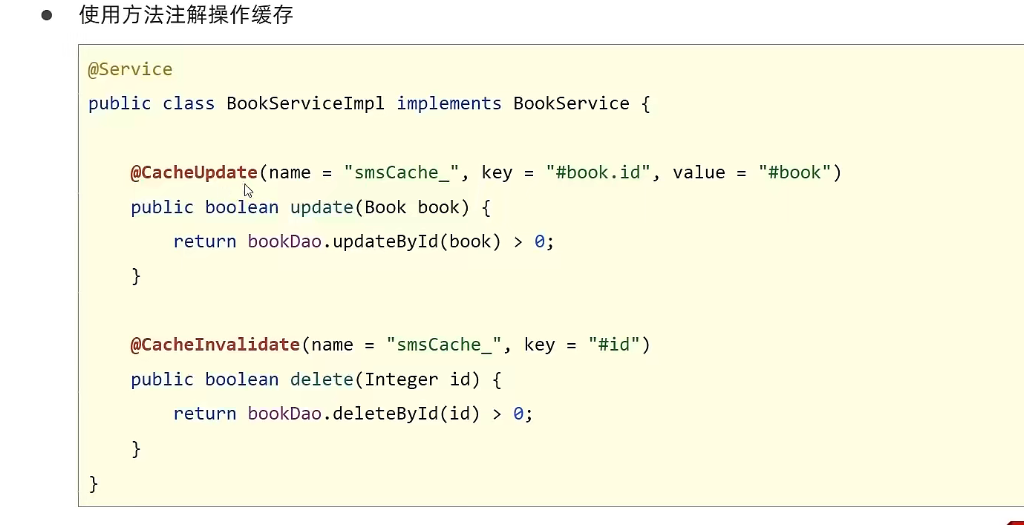 ● 使用方法注解操作缓存
@Service
public class BookServiceImpl implements BookService {
@CacheUpdate(name = "smsCache_", key = "#book.id", value = "#book")
public boolean update(Book book) {
return bookDao.updateById(book) > 0;
}
@CacheInvalidate(name = "smsCache_", key = "#id")
public boolean delete(Integer id) {
return bookDao.deleteById(id) > 0;
}
}